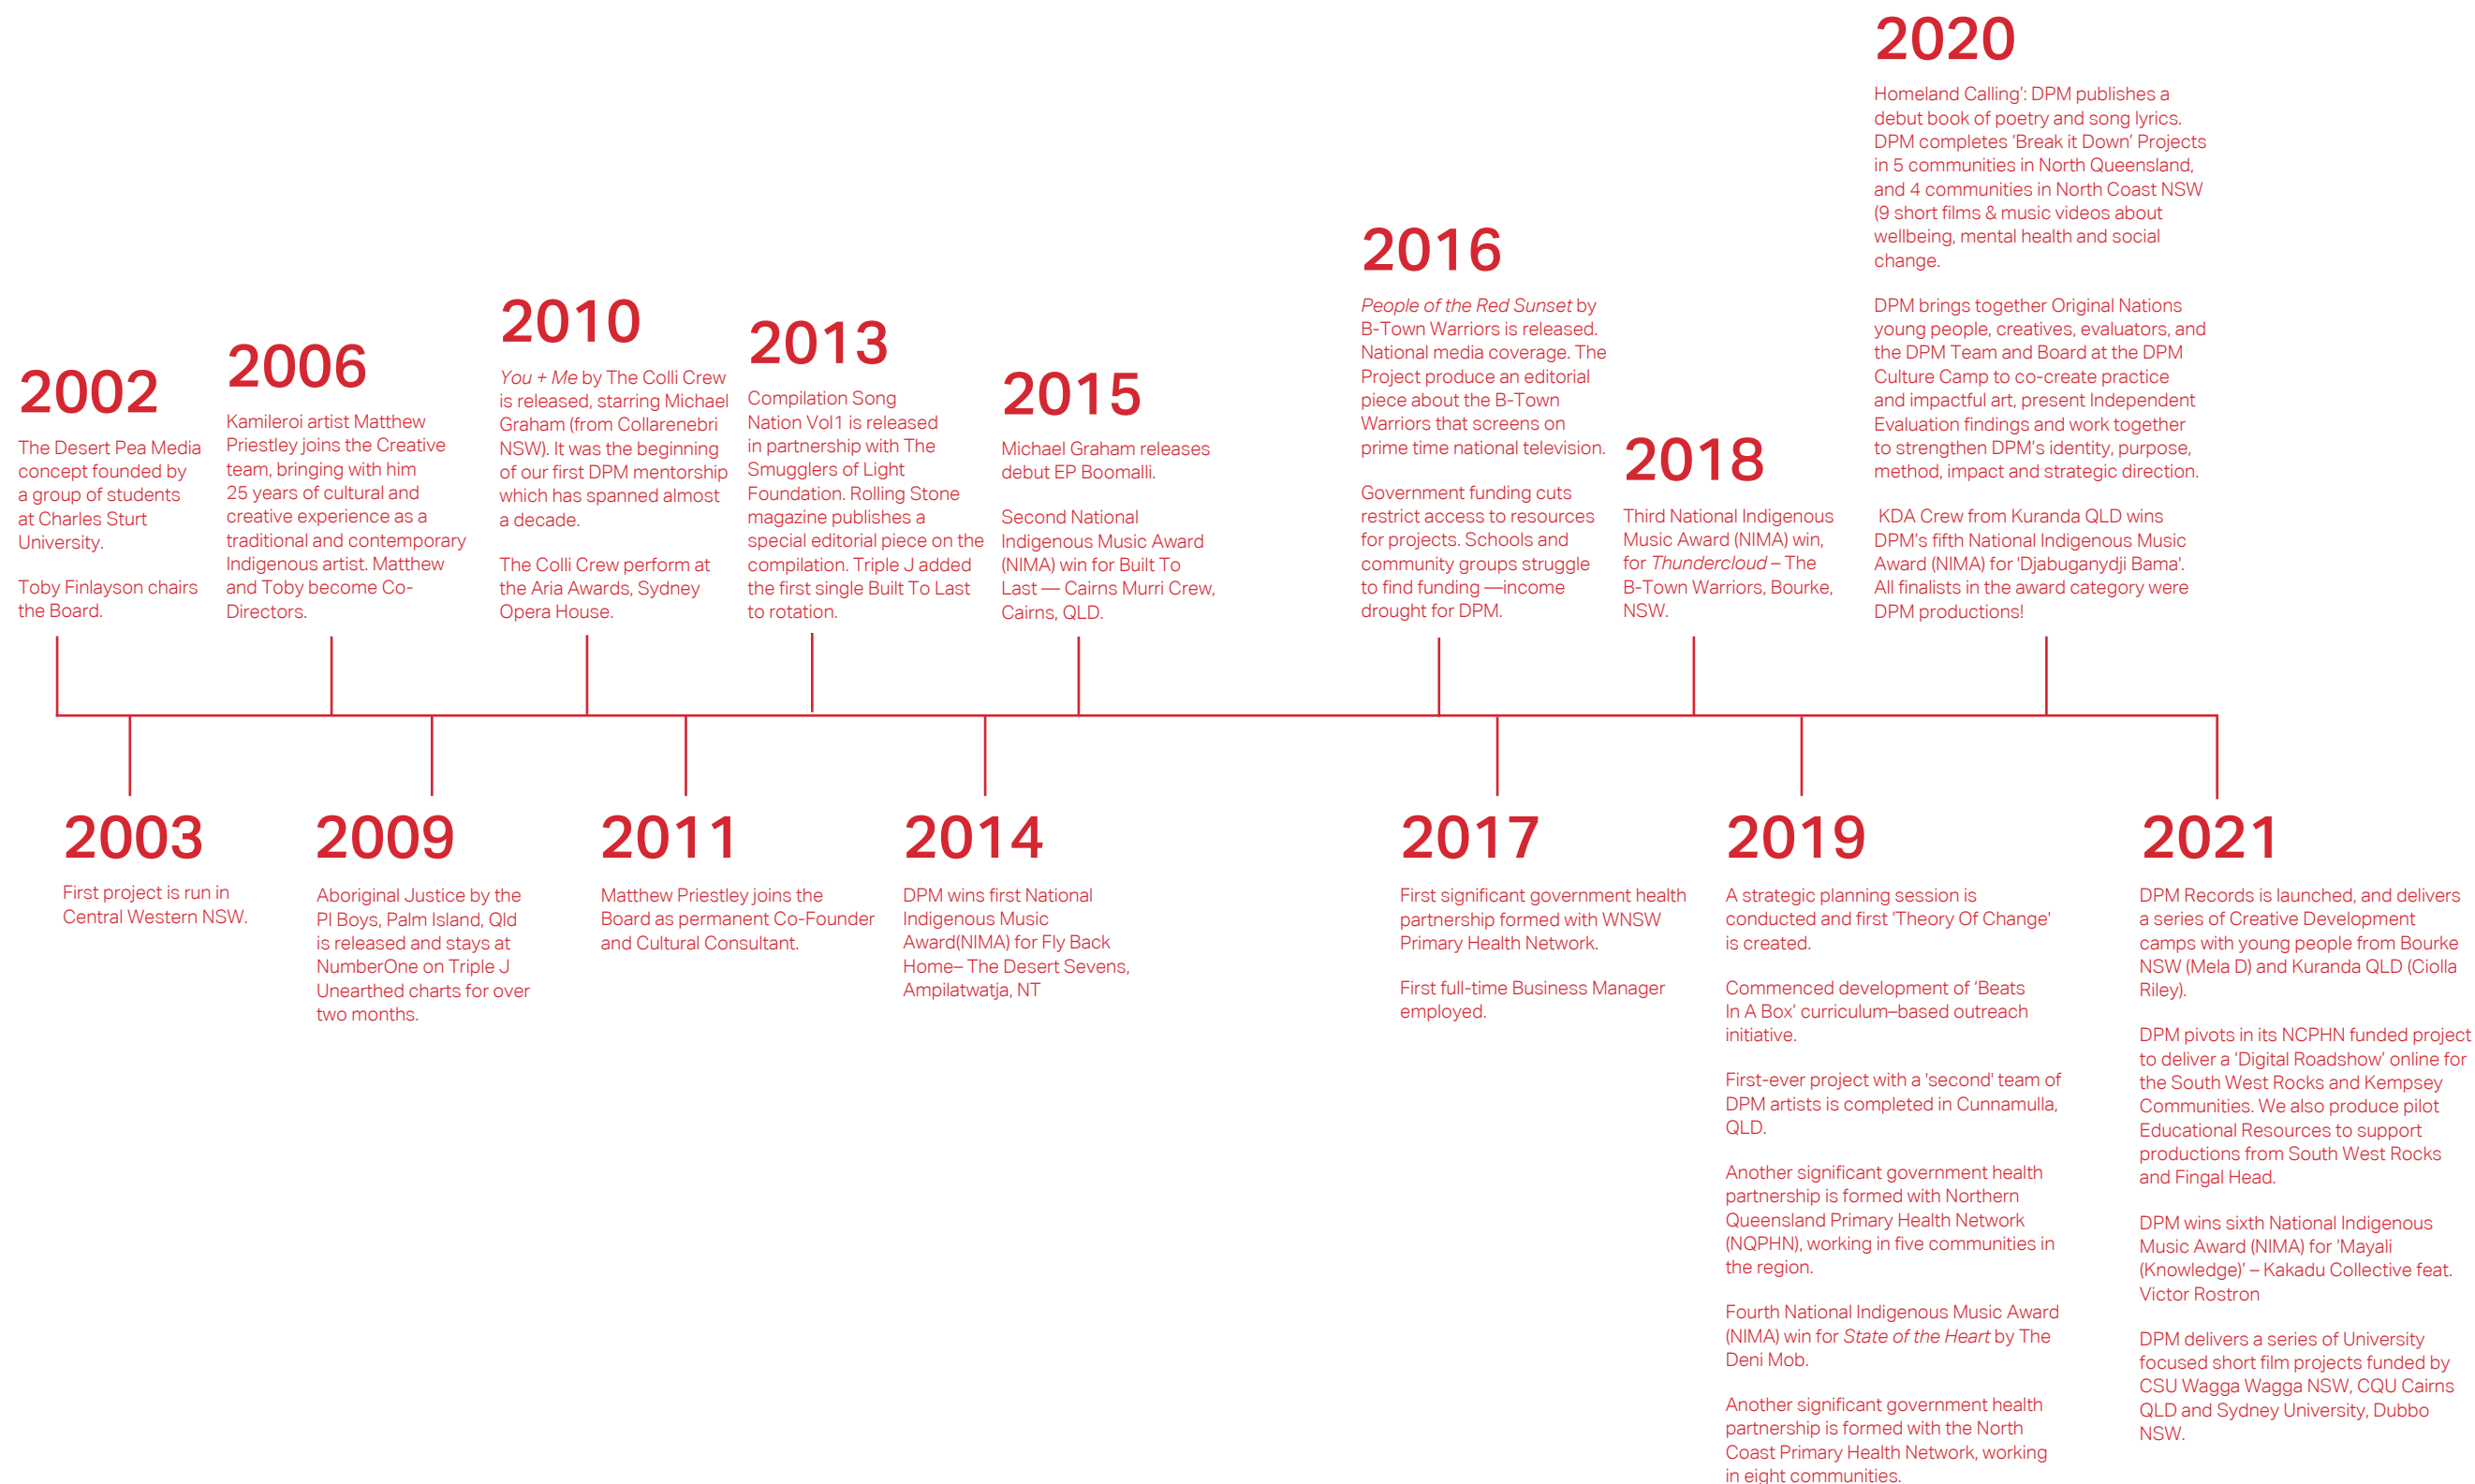 2002
The Desert Pea Media
concept founded by
a group of students
at Charles Sturt
University.
Toby Finlayson chairs
the Board.
2003
First project is run in
Central Western NSW.
2006
Kamileroi artist Matthew
Priestley joins the Creative
team, bringing with him
25 years of cultural and
creative experience as a
traditional and contemporary
Indigenous artist. Matthew
and Toby become Co-
Directors.
2009
Aboriginal Justice by the
PI Boys, Palm Island, Qld
is released and stays at
NumberOne on Triple J
Unearthed charts for over
two months.
2010
You + Me by The Colli Crew
is released, starring Michael
Graham (from Collarenebri
NSW). It was the beginning
of our first DPM mentorship
which has spanned almost
a decade.
The Colli Crew perform at
the Aria Awards, Sydney
Opera House.
2011
Matthew Priestley joins the
Board as permanent Co-Founder
and Cultural Consultant.
2013
Compilation Song
Nation Vol1 is released
in partnership with The
Smugglers of Light
Foundation. Rolling Stone
magazine publishes a
special editorial piece on the
compilation. Triple J added
the first single Built To Last
to rotation.
2014
DPM wins first National
Indigenous Music
Award(NIMA) for Fly Back
Home– The Desert Sevens,
Ampilatwatja, NT
2015
Michael Graham releases
debut EP Boomalli.
Second National
Indigenous Music Award
(NIMA) win for Built To
Last — Cairns Murri Crew,
Cairns, QLD.
2016
People of the Red Sunset by
B-Town Warriors is released.
National media coverage. The
Project produce an editorial
piece about the B-Town
Warriors that screens on
prime time national television.
Government funding cuts
restrict access to resources
for projects. Schools and
community groups struggle
to find funding —income
drought for DPM.
2017
First significant government health
partnership formed with WNSW
Primary Health Network.
First full-time Business Manager
employed.
2018
Third National Indigenous
Music Award (NIMA) win,
for Thundercloud – The
B-Town Warriors, Bourke,
NSW.
2019
A strategic planning session is
conducted and first ‘Theory Of Change'
is created.
Commenced development of ‘Beats
In A Box’ curriculum–based outreach
initiative.
First-ever project with a 'second' team of
DPM artists is completed in Cunnamulla,
QLD.
Another significant government health
partnership is formed with Northern
Queensland Primary Health Network
(NQPHN), working in five communities in
the region.
Fourth National Indigenous Music Award
(NIMA) win for State of the Heart by The
Deni Mob.
Another significant government health
partnership is formed with the North
Coast Primary Health Network, working
in eight communities.
2020
Homeland Calling’: DPM publishes a
debut book of poetry and song lyrics.
DPM completes ‘Break it Down’ Projects
in 5 communities in North Queensland,
and 4 communities in North Coast NSW
(9 short films & music videos about
wellbeing, mental health and social
change.
DPM brings together Original Nations
young people, creatives, evaluators, and
the DPM Team and Board at the DPM
Culture Camp to co-create practice
and impactful art, present Independent
Evaluation findings and work together
to strengthen DPM’s identity, purpose,
method, impact and strategic direction.
KDA Crew from Kuranda QLD wins
DPM’s fifth National Indigenous Music
Award (NIMA) for 'Djabuganydji Bama'.
All finalists in the award category were
DPM productions!
2021
DPM Records is launched, and delivers
a series of Creative Development
camps with young people from Bourke
NSW (Mela D) and Kuranda QLD (Ciolla
Riley).
DPM pivots in its NCPHN funded project
to deliver a ‘Digital Roadshow’ online for
the South West Rocks and Kempsey
Communities. We also produce pilot
Educational Resources to support
productions from South West Rocks
and Fingal Head.
DPM wins sixth National Indigenous
Music Award (NIMA) for ‘Mayali
(Knowledge)’ – Kakadu Collective feat.
Victor Rostron
DPM delivers a series of University
focused short film projects funded by
CSU Wagga Wagga NSW, CQU Cairns
QLD and Sydney University, Dubbo
NSW.